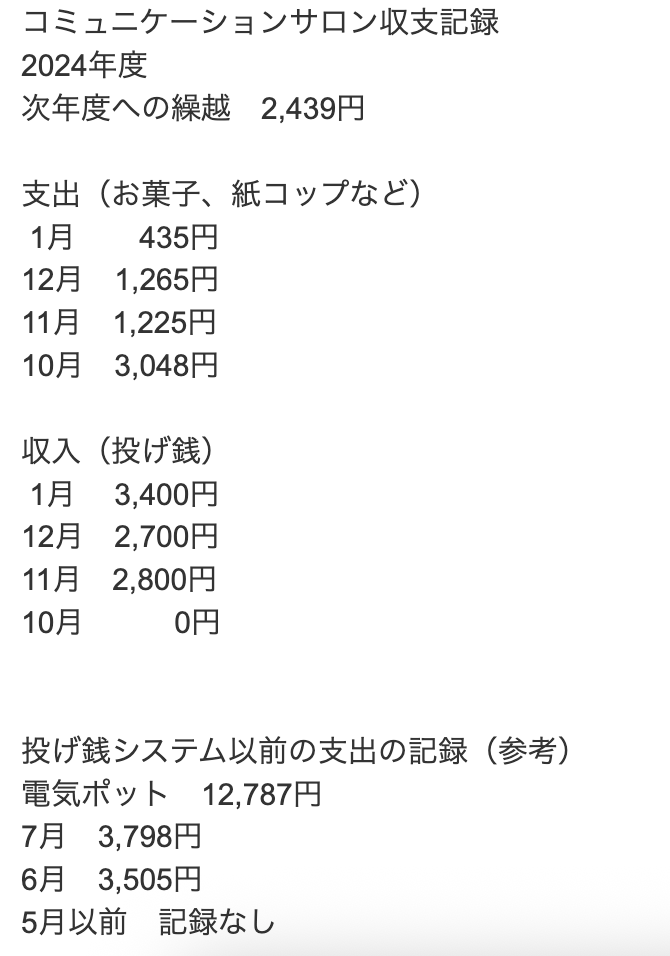 コミュニケーションサロン収支記録
2024年度
次年度への繰越　2,439円
支出（お菓子、紙コップなど）
1月　　435円
12月　1,265円
11月　1,225円
10月　3,048円
収入（投げ銭）
1月　3,400円
12月　2,700円
11月　2,800円
10月　　　0円
投げ銭システム以前の支出の記録（参考）
電気ポット　12,787円
7月　3,798円
6月　3,505円
5月以前　記録なし